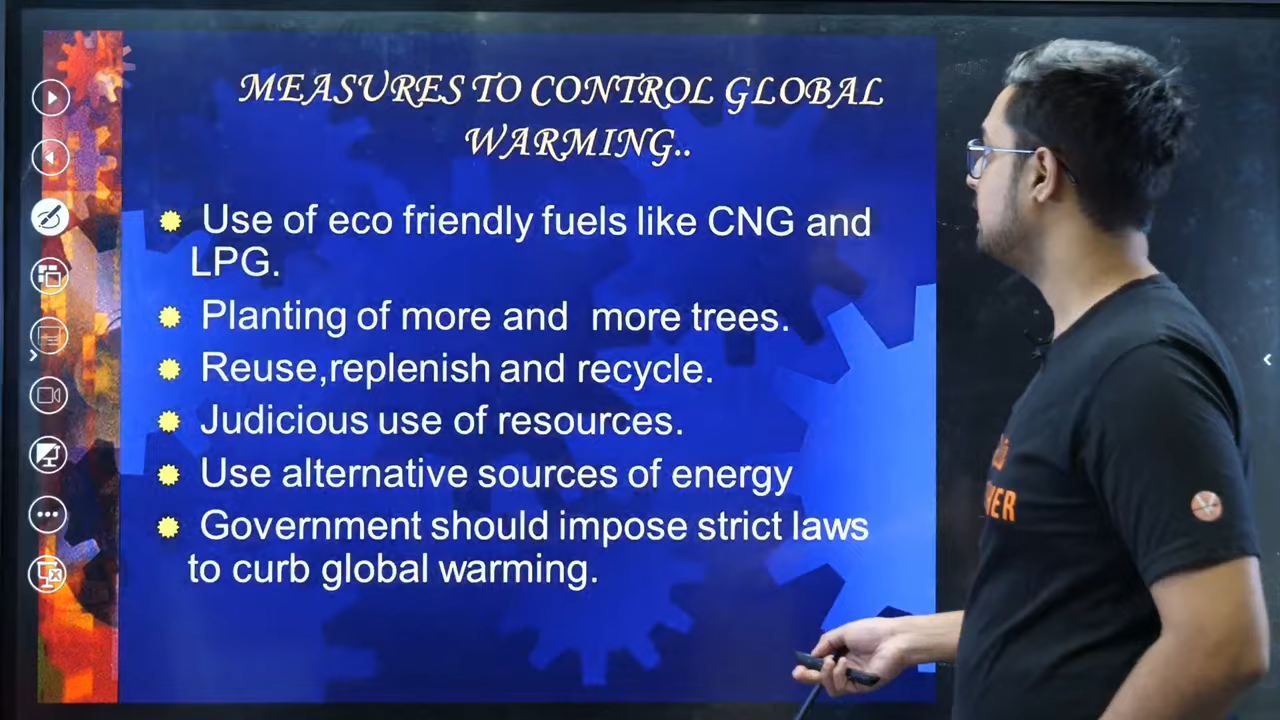 MEASURES TO CONTROL GLOBAL
WARMING..
Use of eco friendly fuels like CNG and
LPG.
Planting of more and more trees.
Reuse,replenish and recycle.
Judicious use of resources.
Use alternative sources of energy
Government should impose strict laws
to curb global warming.